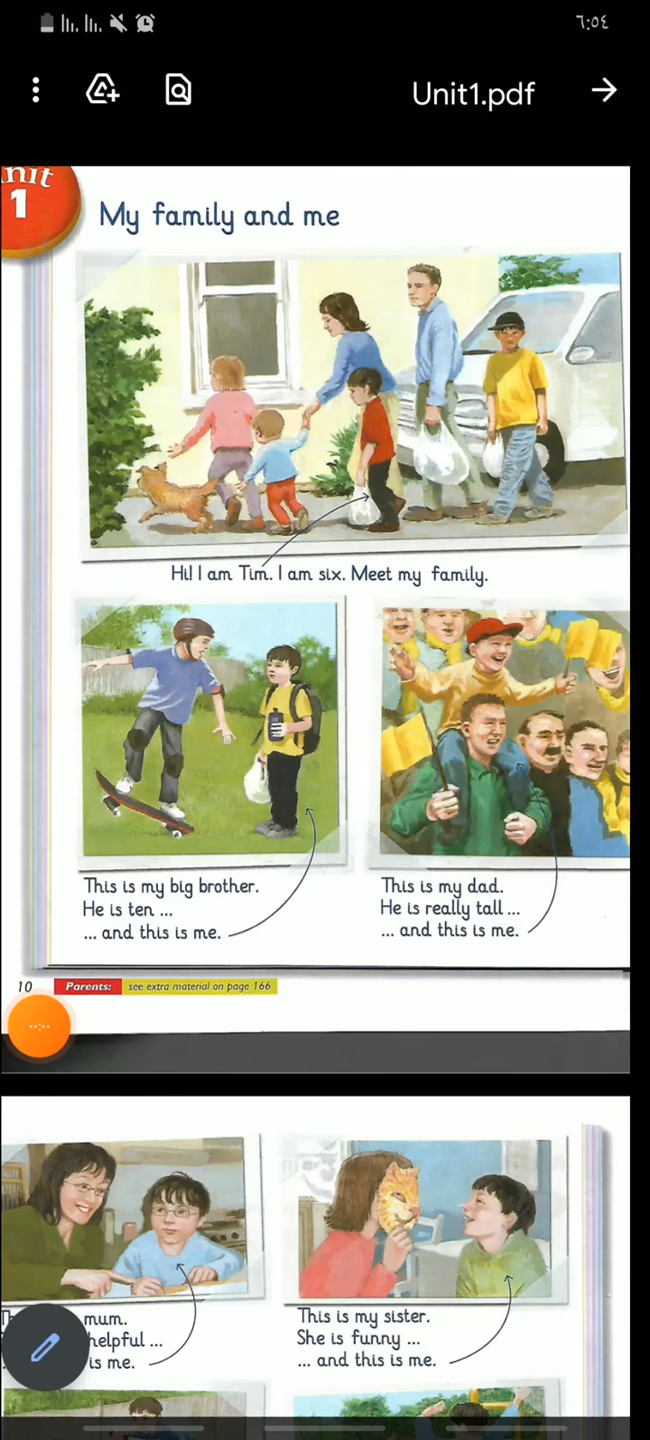 ٦:٥٤
Unit1.pdf
nit
1
My family and me
Hi! I am Tim. I am six. Meet my family.
This is my big brother.
He is ten ...
... and this is me.
This is my dad.
He is really tall ...
... and this is me.
10 Parents: see extra material on page 166
mum.
helpful ...
is me.
This is my sister.
She is funny ...
... and this is me.